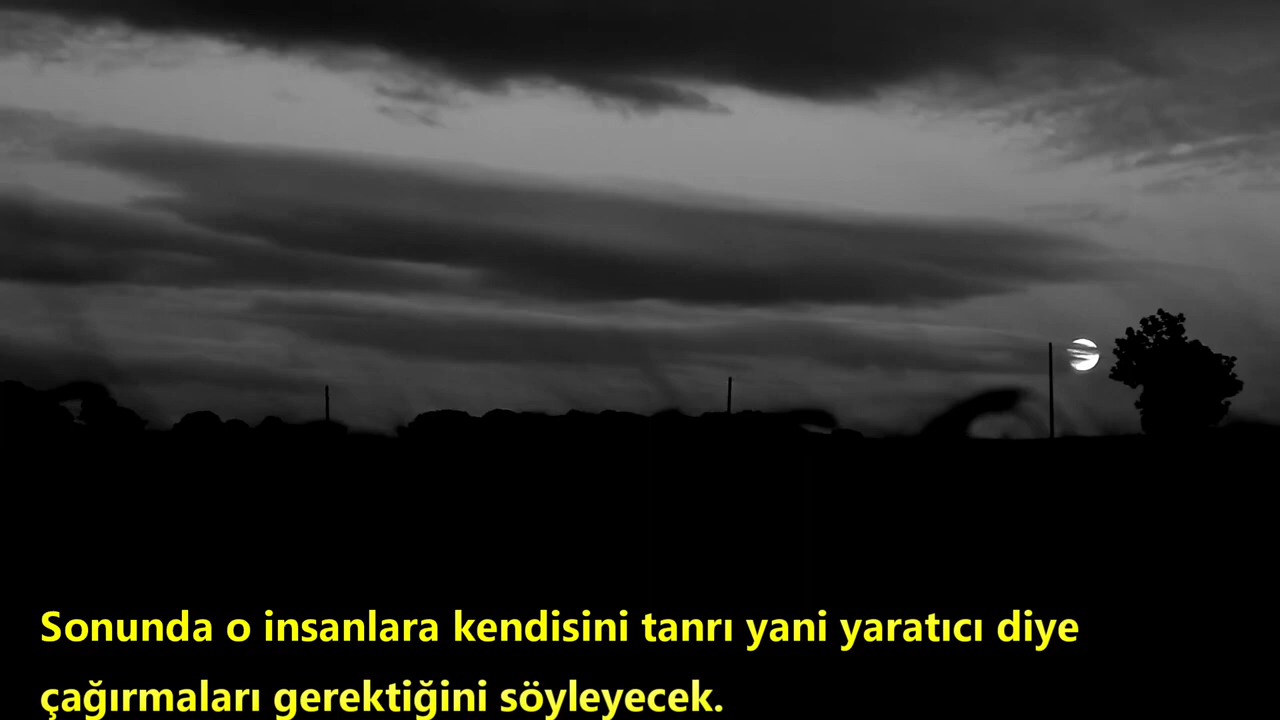 Sonunda o insanlara kendisini tanrı yani yaratıcı diye
çağırmaları gerektiğini söyleyecek.